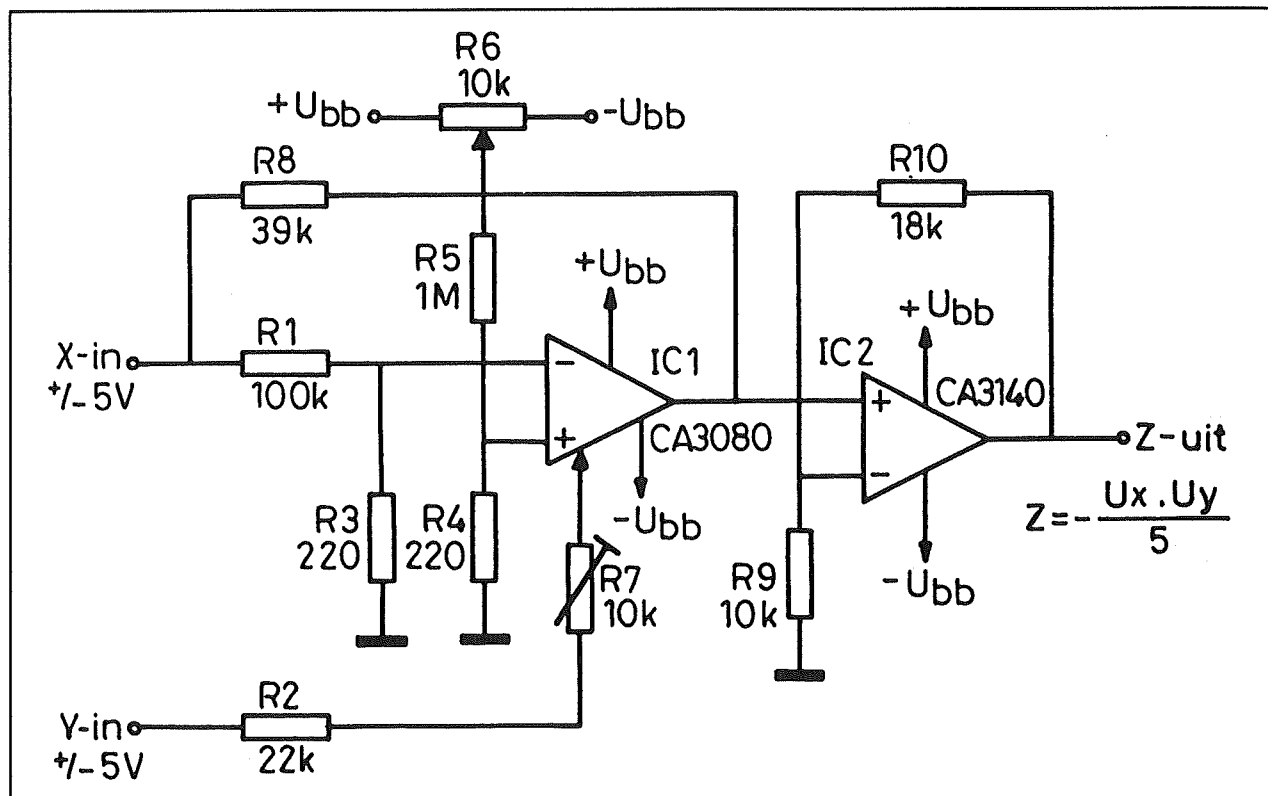 R6
10k
+Ubb
-Ubb
R8
39k
R10
18k
R5
1M
+Ubb
R1
100k
X-in
+/-5V
IC1
CA3080
-Ubb
+Ubb
IC2
CA3140
-Ubb
Z-uit
Z=-Ux.Uy/5
R3
220
R4
220
R7
10k
R9
10k
Y-in
+/-5V
R2
22k